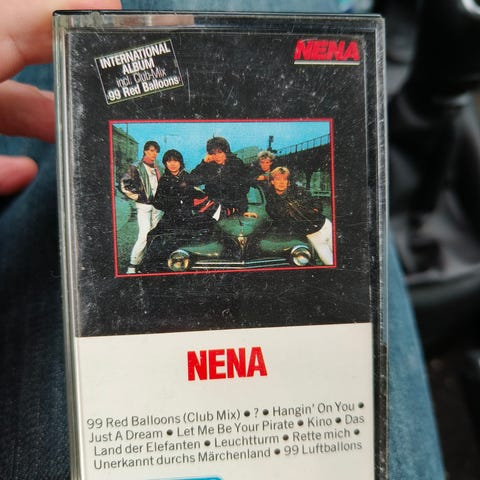 INTERNATIONAL
ALBUM
incl. Club-Mix
99 Red Balloons
NENA
NENA
99 Red Balloons (Club Mix) • ? • Hangin' On You •
Just A Dream • Let Me Be Your Pirate • Kino • Das
Land der Elefanten • Leuchtturm • Rette mich •
Unerkannt durchs Märchenland • 99 Luftballons